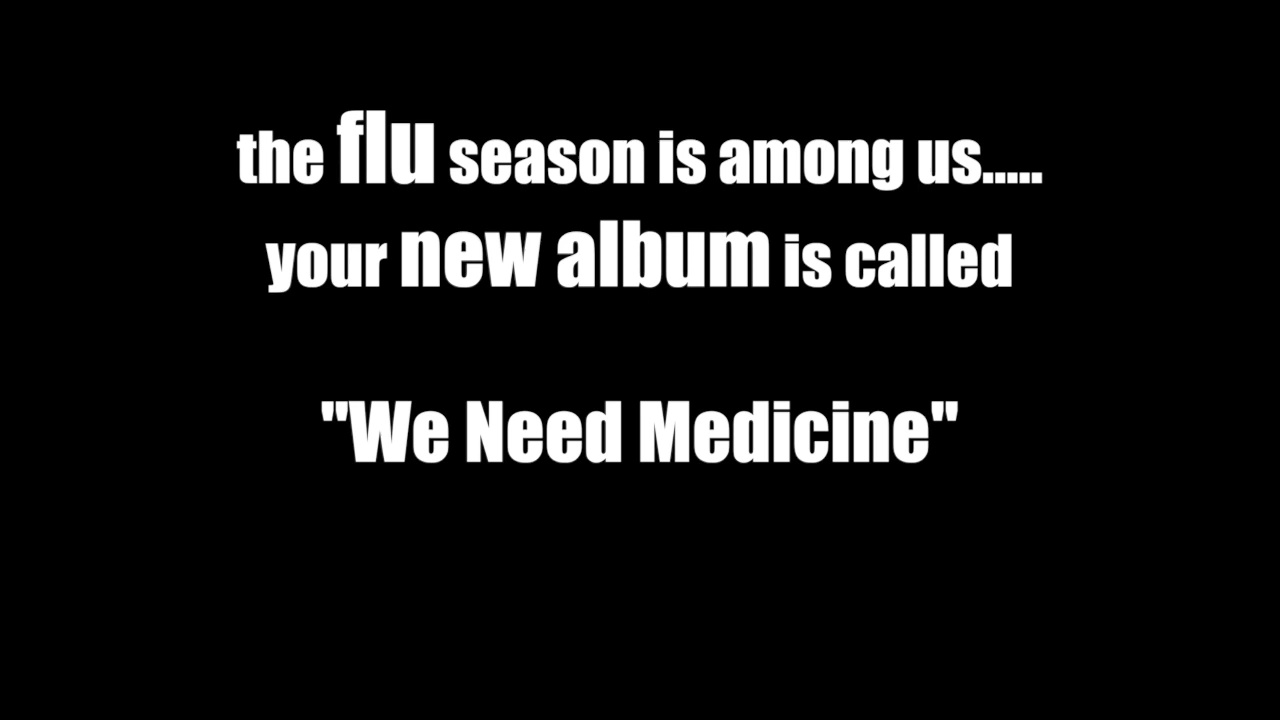 the flu season is among us.....
your new album is called
"We Need Medicine"